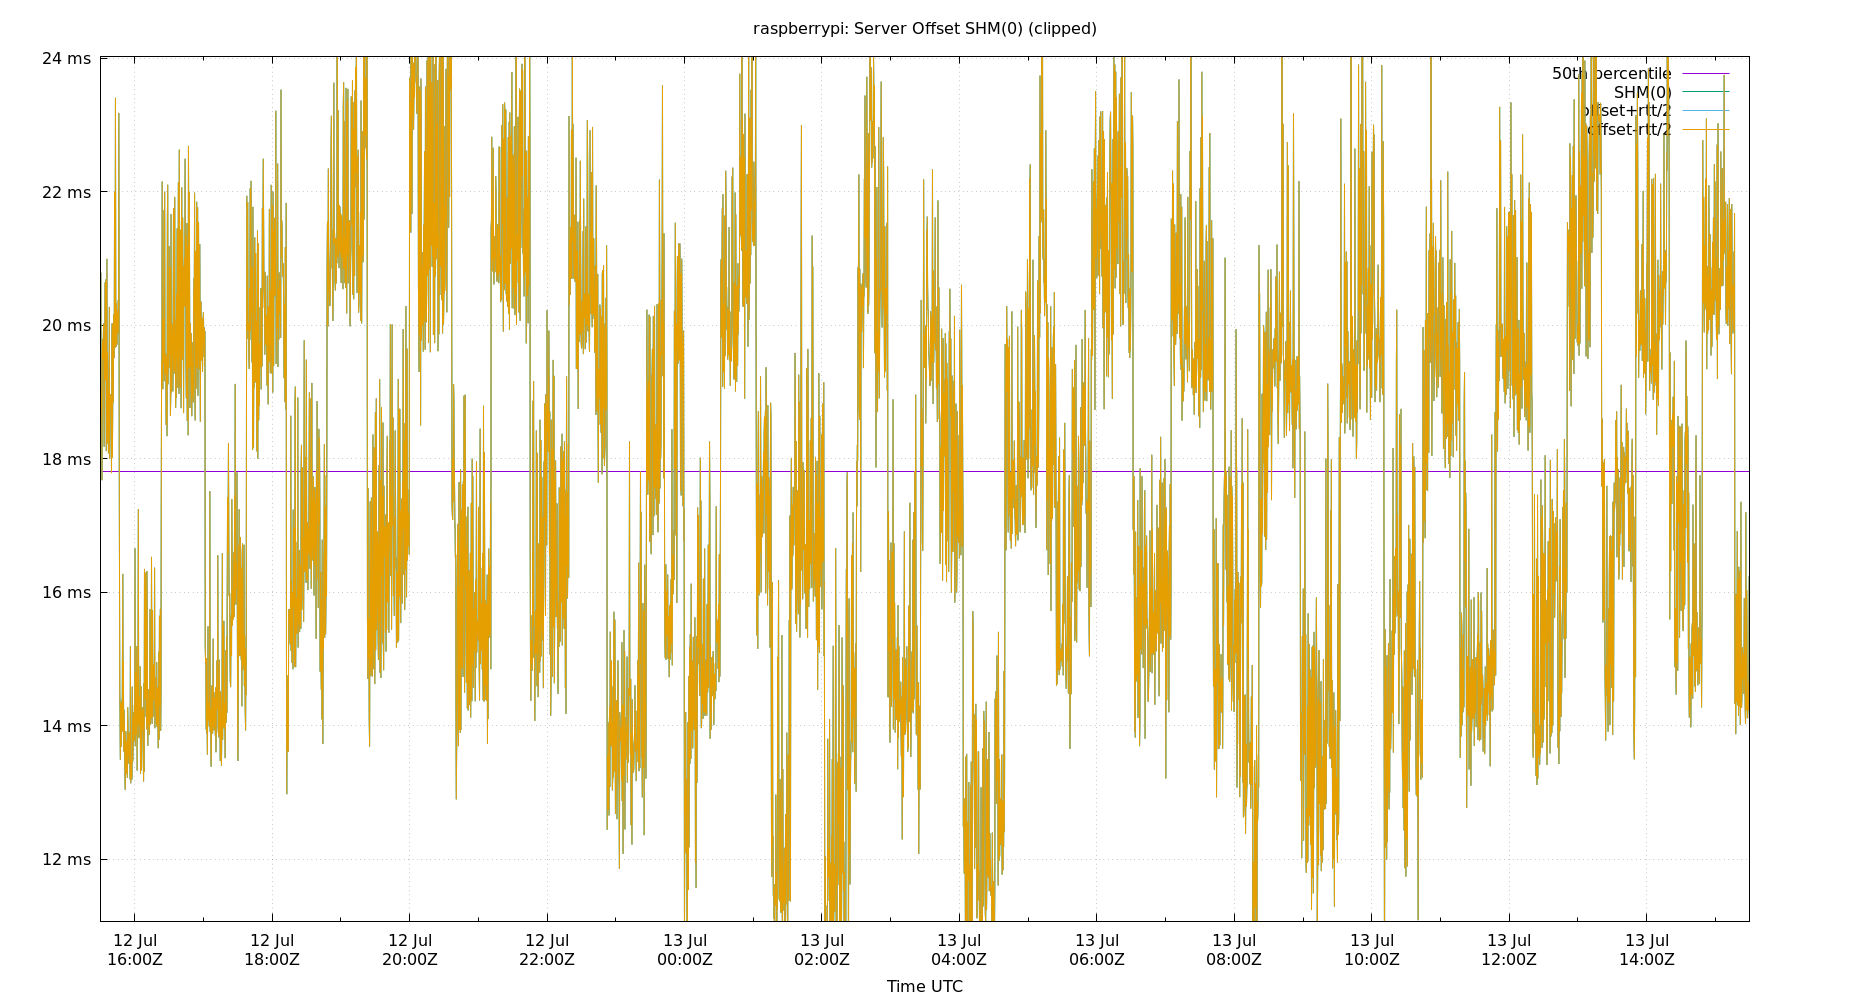 raspberrypi: Server Offset SHM(0) (clipped)
24 ms
22 ms
20 ms
18 ms
16 ms
14 ms
12 ms
50th percentile
SHM(0)
offset+rtt/2
offset-rtt/2
12 Jul 16:00Z
12 Jul 18:00Z
12 Jul 20:00Z
12 Jul 22:00Z
13 Jul 00:00Z
13 Jul 02:00Z
13 Jul 04:00Z
13 Jul 06:00Z
13 Jul 08:00Z
13 Jul 10:00Z
13 Jul 12:00Z
13 Jul 14:00Z
Time UTC